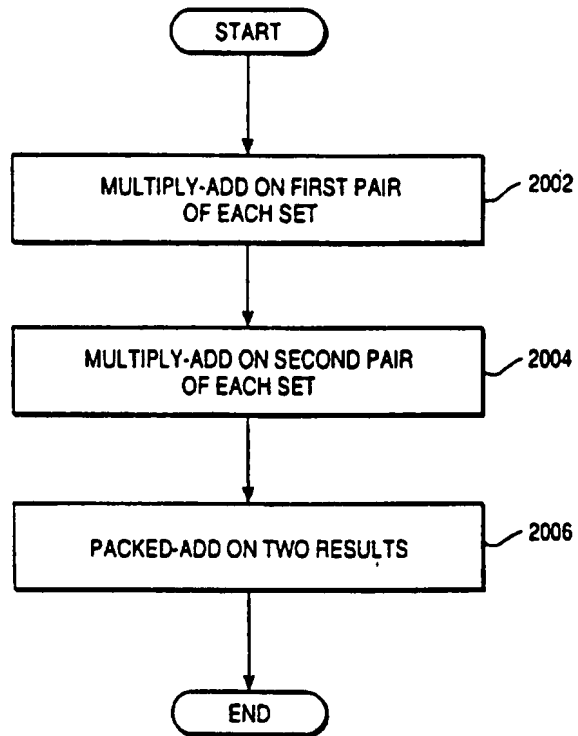 START
MULTIPLY-ADD ON FIRST PAIR
OF EACH SET
2002
MULTIPLY-ADD ON SECOND PAIR
OF EACH SET
2004
PACKED-ADD ON TWO RESULTS
2006
END